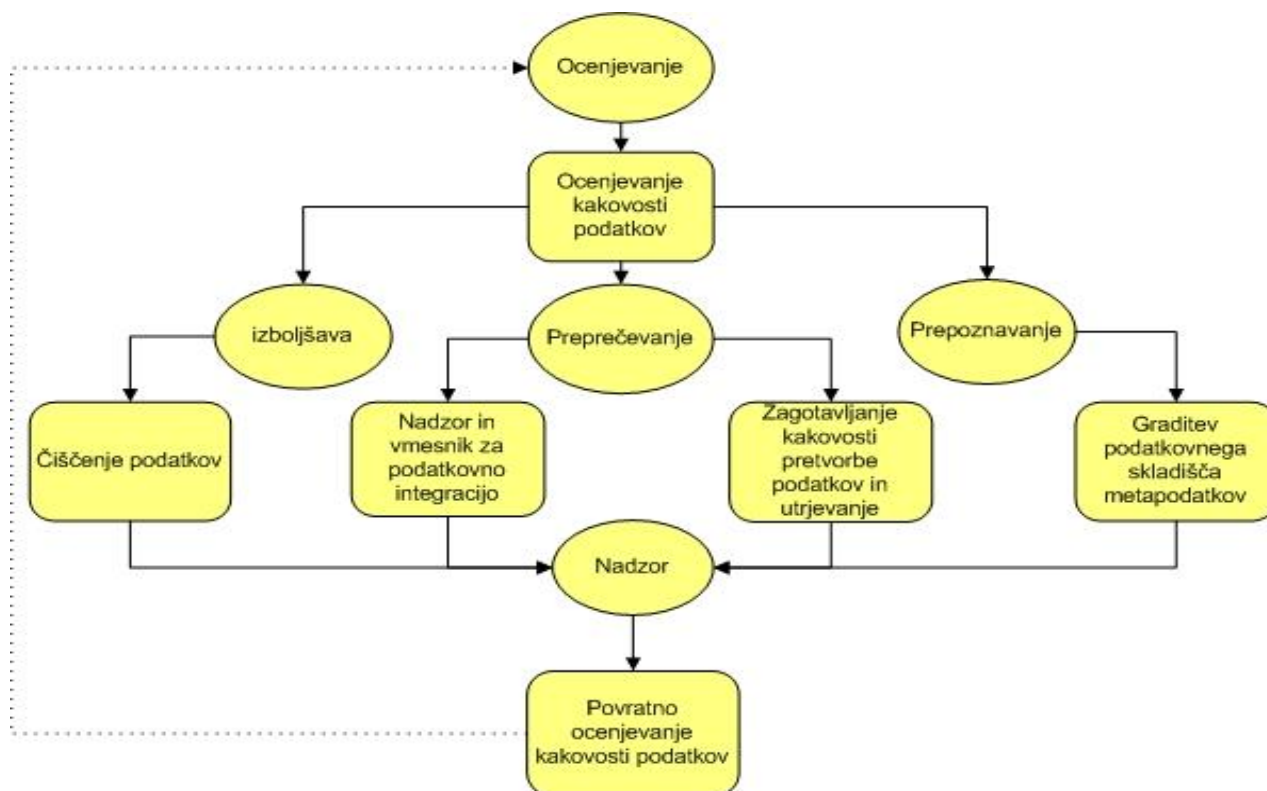 Ocenjevanje
Ocenjevanje
kakovosti
podatkov
izboljšava
Preprečevanje
Prepoznavanje
Čiščenje podatkov
Nadzor in
vmesnik za
podatkovno
integracijo
Zagotavljanje
kakovosti
pretvorbe
podatkov in
utrjevanje
Graditev
podatkovnega
skladišča
metapodatkov
Nadzor
Povratno
ocenjevanje
kakovosti podatkov